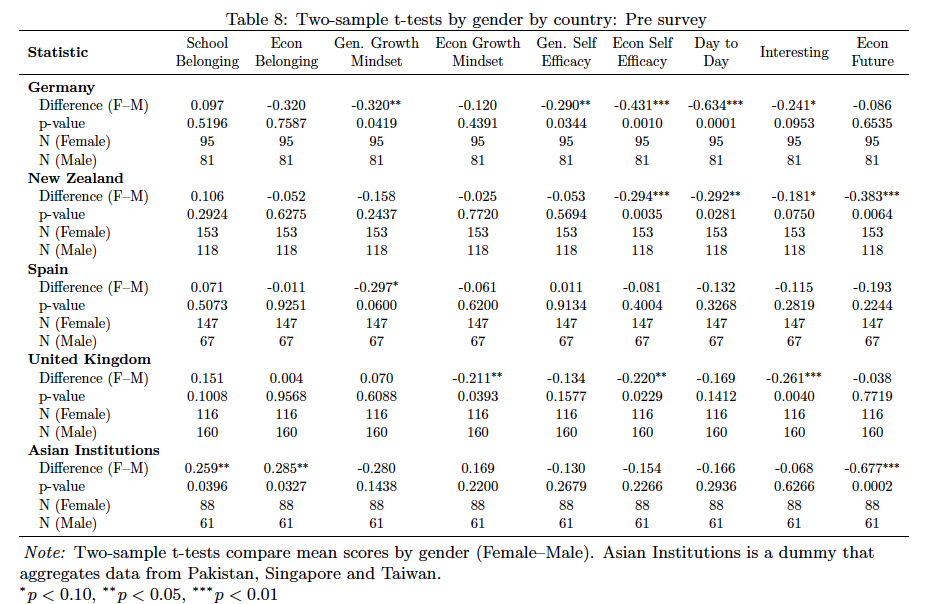 Table 8: Two-sample t-tests by gender by country: Pre survey
Statistic School Belonging Econ Belonging Gen. Growth Mindset Econ Growth Mindset Gen. Self Efficacy Econ Self Efficacy Day to Day Interesting Econ Future
Germany
Difference (F–M) 0.097 -0.320 -0.320** -0.120 -0.290** -0.431*** -0.634*** -0.241* -0.086
p-value 0.5196 0.7587 0.0419 0.4391 0.0344 0.0010 0.0001 0.0953 0.6535
N (Female) 95 95 95 95 95 95 95 95 95
N (Male) 81 81 81 81 81 81 81 81 81
New Zealand
Difference (F–M) 0.106 -0.052 -0.158 -0.025 -0.053 -0.294*** -0.292** -0.181* -0.383***
p-value 0.2924 0.6275 0.2437 0.7720 0.5694 0.0035 0.0281 0.0750 0.0064
N (Female) 153 153 153 153 153 153 153 153 153
N (Male) 118 118 118 118 118 118 118 118 118
Spain
Difference (F–M) 0.071 -0.011 -0.297* -0.061 0.011 -0.081 -0.132 -0.115 -0.193
p-value 0.5073 0.9251 0.0600 0.6200 0.9134 0.4004 0.3268 0.2819 0.2244
N (Female) 147 147 147 147 147 147 147 147 147
N (Male) 67 67 67 67 67 67 67 67 67
United Kingdom
Difference (F–M) 0.151 0.004 0.070 -0.211** -0.134 -0.220** -0.169 -0.261*** -0.038
p-value 0.1008 0.9568 0.6088 0.0393 0.1577 0.0229 0.1412 0.0040 0.7719
N (Female) 116 116 116 116 116 116 116 116 116
N (Male) 160 160 160 160 160 160 160 160 160
Asian Institutions
Difference (F–M) 0.259** 0.285** -0.280 0.169 -0.130 -0.154 -0.166 -0.068 -0.677***
p-value 0.0396 0.0327 0.1438 0.2200 0.2679 0.2266 0.2936 0.6266 0.0002
N (Female) 88 88 88 88 88 88 88 88 88
N (Male) 61 61 61 61 61 61 61 61 61
Note: Two-sample t-tests compare mean scores by gender (Female–Male). Asian Institutions is a dummy that
aggregates data from Pakistan, Singapore and Taiwan.
*p < 0.10, **p < 0.05, ***p < 0.01